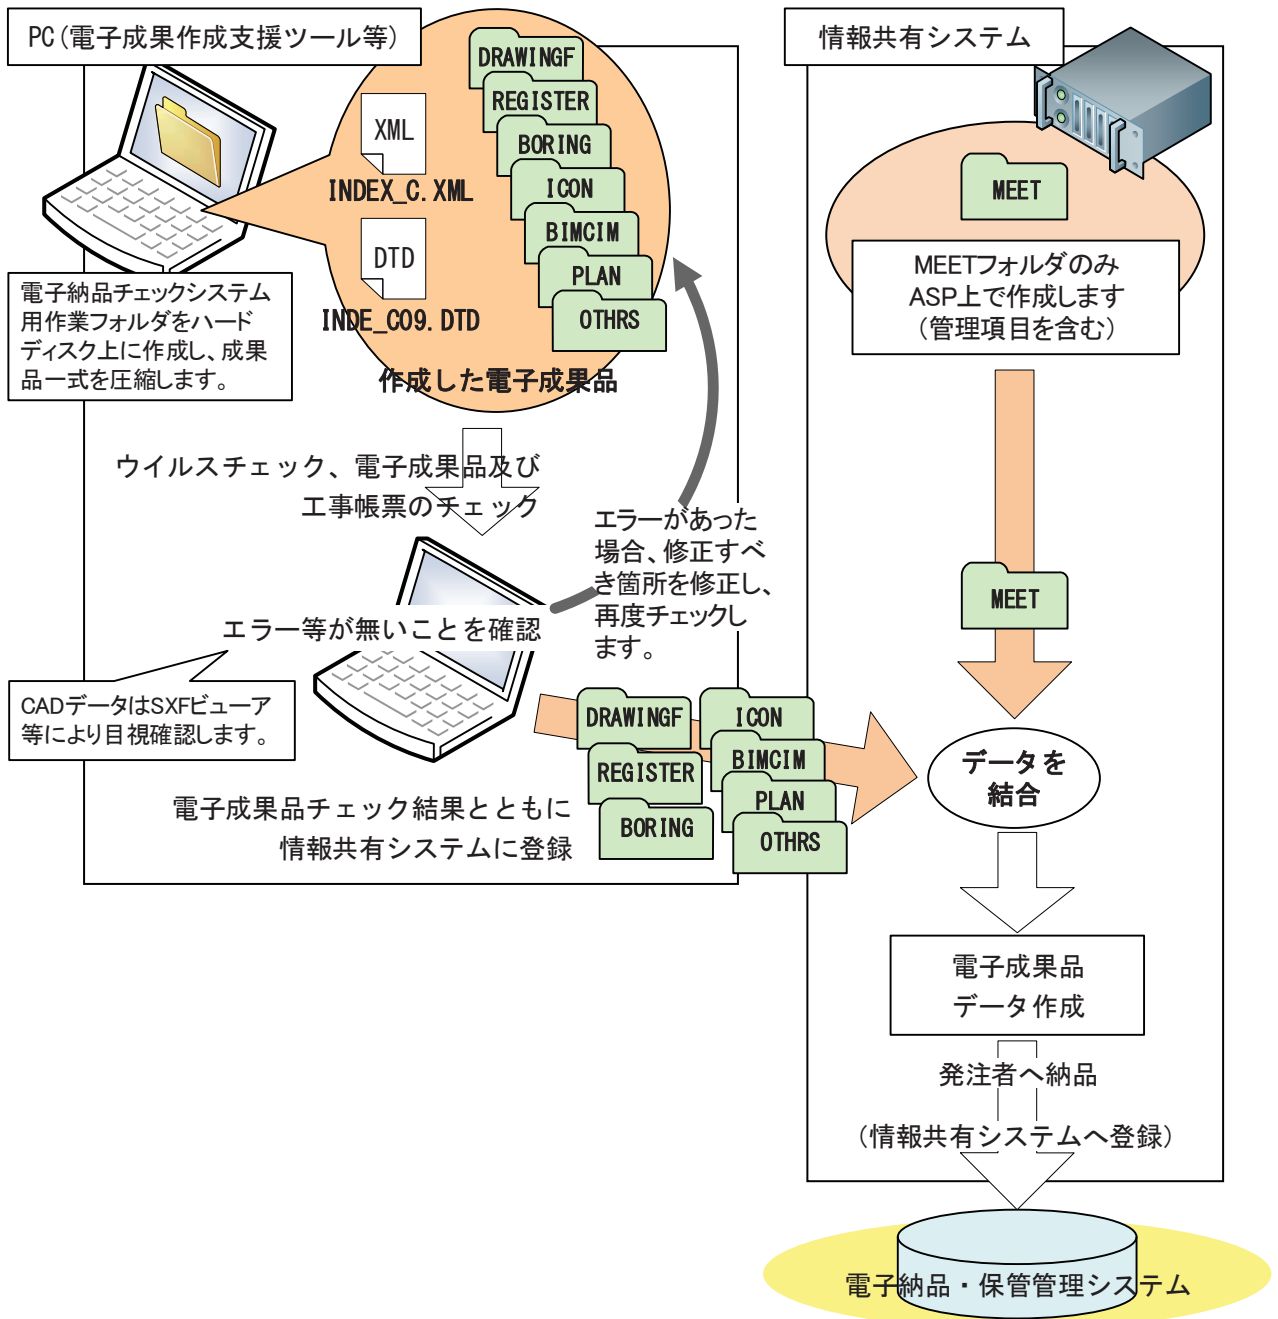 PC(電子成果作成支援ツール等)
DRAWINGF
REGISTER
BORING
ICON
BIMCIM
PLAN
OTHRS
XML
INDEX_C.XML
DTD
INDE_C09.DTD
作成した電子成果品
電子納品チェックシステム
用作業フォルダをハード
ディスク上に作成し、成果
品一式を圧縮します。
ウイルスチェック、電子成果品及び
工事帳票のチェック
エラーがあった
場合、修正すべ
き箇所を修正し、
再度チェックし
ます。
エラー等が無いことを確認
CADデータはSXFビューア
等により目視確認します。
DRAWINGF
REGISTER
BORING
ICON
BIMCIM
PLAN
OTHRS
電子成果品チェック結果とともに
情報共有システムに登録
情報共有システム
MEET
MEETフォルダのみ
ASP上で作成します
(管理項目を含む)
MEET
データを
結合
電子成果品
データ作成
発注者へ納品
(情報共有システムへ登録)
電子納品・保管管理システム